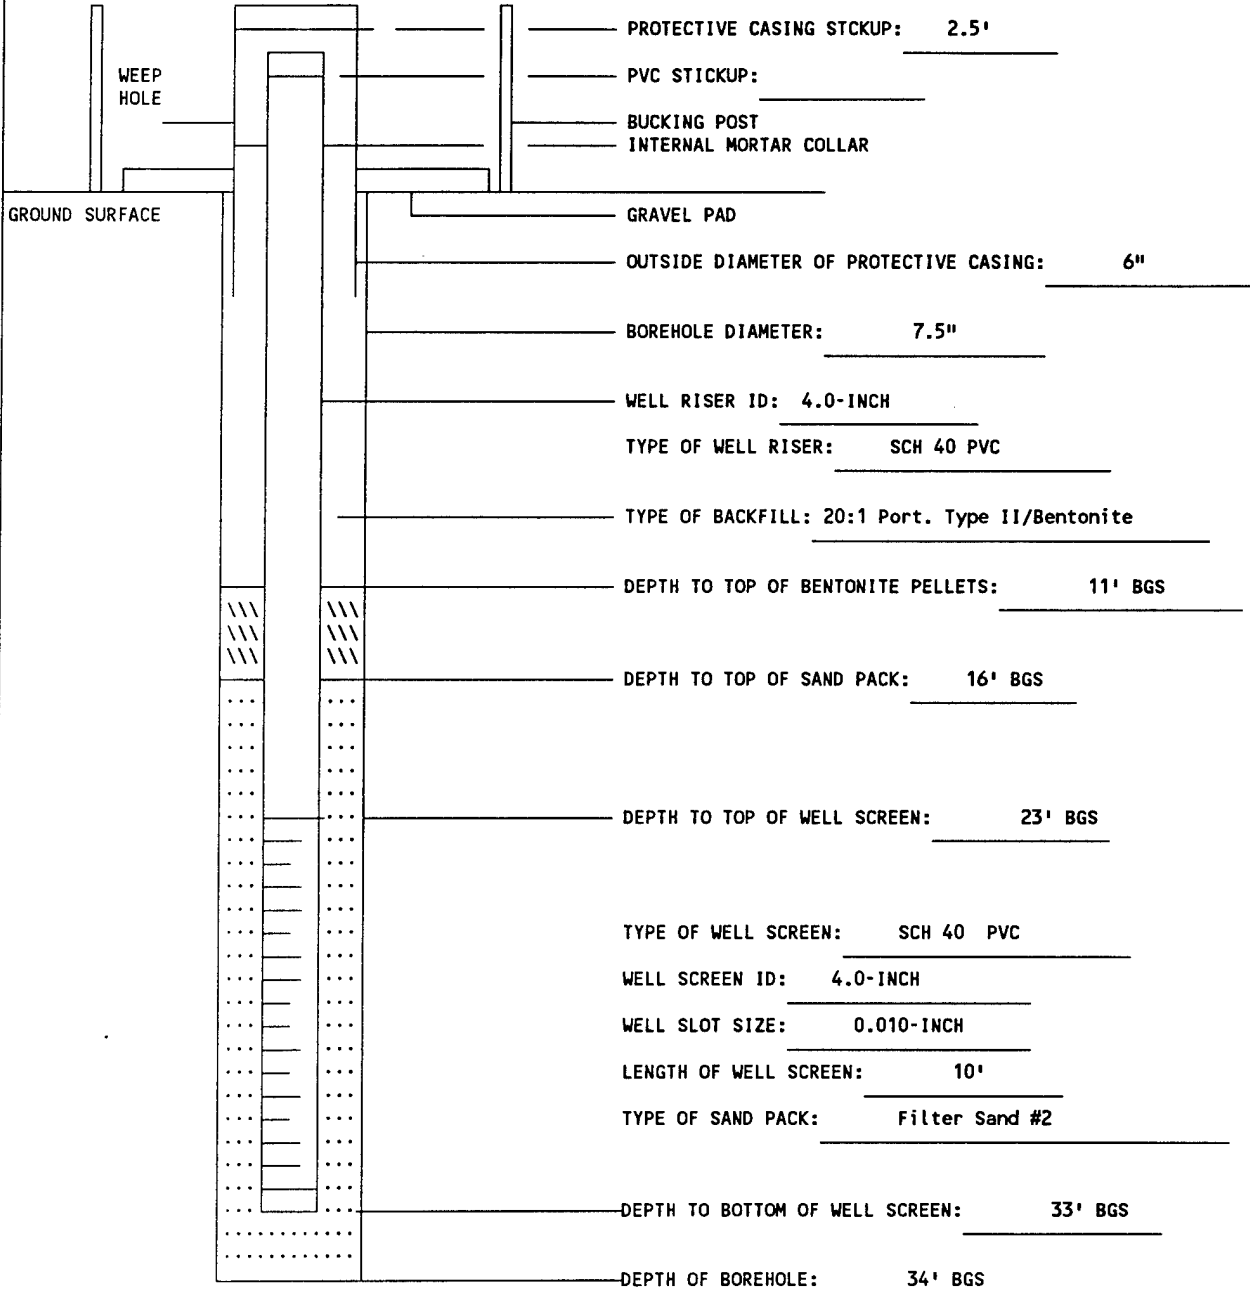 PROTECTIVE CASING STCKUP: 2.5'
WEEP
HOLE
PVC STICKUP:
BUCKING POST
INTERNAL MORTAR COLLAR
GROUND SURFACE
GRAVEL PAD
OUTSIDE DIAMETER OF PROTECTIVE CASING: 6"
BOREHOLE DIAMETER: 7.5"
WELL RISER ID: 4.0-INCH
TYPE OF WELL RISER: SCH 40 PVC
TYPE OF BACKFILL: 20:1 Port. Type II/Bentonite
DEPTH TO TOP OF BENTONITE PELLETS: 11' BGS
DEPTH TO TOP OF SAND PACK: 16' BGS
DEPTH TO TOP OF WELL SCREEN: 23' BGS
TYPE OF WELL SCREEN: SCH 40 PVC
WELL SCREEN ID: 4.0-INCH
WELL SLOT SIZE: 0.010-INCH
LENGTH OF WELL SCREEN: 10'
TYPE OF SAND PACK: Filter Sand #2
DEPTH TO BOTTOM OF WELL SCREEN: 33' BGS
DEPTH OF BOREHOLE: 34' BGS